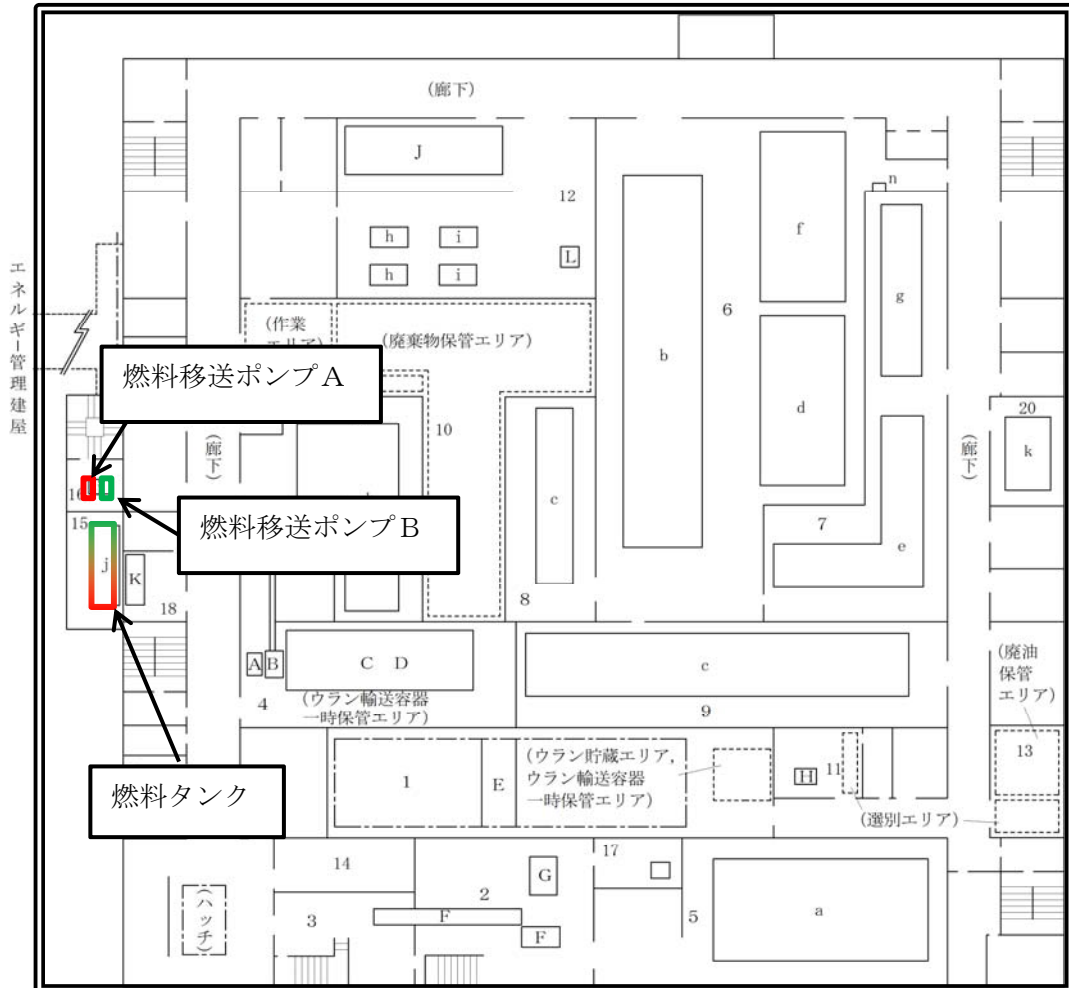 (廊下)
J
n
12
f
h
i
L
g
h
i
6
エネルギー管理建屋
(作業
エリア)
(廃棄物保管エリア)
b
燃料移送ポンプA
20
10
(廊下)
(廊下)
d
k
c
16
15
燃料移送ポンプB
7
e
j
K
18
8
A
B
C D
c
(廃油
保管
エリア)
4
(ウラン輸送容器
一時保管エリア)
9
(ウラン貯蔵エリア,
ウラン輸送容器
一時保管エリア)
13
1
E
H
11
燃料タンク
(選別エリア)
14
17
G
2
(ハッチ)
3
F
F
5
a